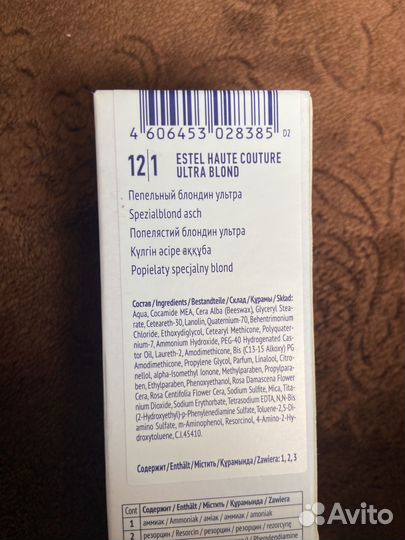 4 606453 028385 D2
12|1 ESTEL HAUTE COUTURE
ULTRA BLOND
Пепельный блондин ультра
Spezialblond asch
Попелястий блондин ультра
Күлгін әсіре аққұба
Popielaty specjalny blond
Состав/Ingredients/Bestandteile/Склад/Құрамы/Skład:
Aqua, Cocamide MEA, Cera Alba (Beeswax), Glyceryl Stea-
rate, Ceteareth-30, Lanolin, Quaternium-70, Behentrimonium
Chloride, Ethoxydiglycol, Cetearyl Methicone, Polyquater-
nium-7, Ammonium Hydroxide, PEG-40 Hydrogenated Cas-
tor Oil, Laureth-2, Amodimethicone, Bis (C13-15 Alkoxy) PG
Amodimethicone, Propylene Glycol, Parfum, Linalool, Citro-
nellol, alpha-Isomethyl Ionone, Methylparaben, Propylpara-
ben, Ethylparaben, Phenoxyethanol, Rosa Damascena Flower
Cera, Rosa Centifolia Flower Cera, Sodium Sulfite, Mica, Tita-
nium Dioxide, Sodium Erythorbate, Tetrasodium EDTA, N,N-Bis
(2-Hydroxyethyl)-p-Phenylenediamine Sulfate, Toluene-2,5-Di-
amine Sulfate, m-Aminophenol, Resorcinol, 4-Amino-2-Hy-
droxytoluene, C.I.45410.
Содержит/Enthält/Містить/Құрамында/Zawiera: 1, 2, 3
Cont Содержит / Enthält / Містить / Құрамында / Zawiera
1 аммиак / Ammoniak / аміак / аммиак / amoniak
2 резорцин / Resorcin / резорцин / резорцин / rezorcynę
Avito